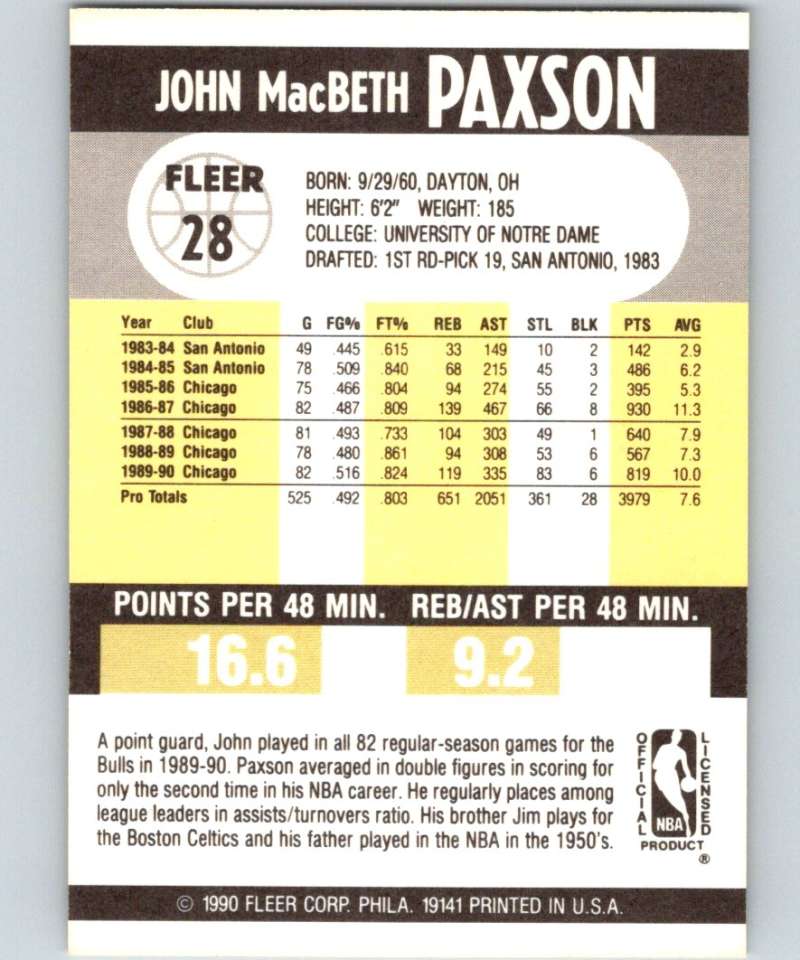 JOHN MacBETH PAXSON
FLEER
28
BORN: 9/29/60, DAYTON, OH
HEIGHT: 6'2" WEIGHT: 185
COLLEGE: UNIVERSITY OF NOTRE DAME
DRAFTED: 1ST RD-PICK 19, SAN ANTONIO, 1983
Year Club G FG% FT% REB AST STL BLK PTS AVG
1983-84 San Antonio 49 .445 .615 33 149 10 2 142 2.9
1984-85 San Antonio 78 .509 .840 68 215 45 3 486 6.2
1985-86 Chicago 75 .466 .804 94 274 55 2 395 5.3
1986-87 Chicago 82 .487 .809 139 467 66 8 930 11.3
1987-88 Chicago 81 .493 .733 104 303 49 1 640 7.9
1988-89 Chicago 78 .480 .861 94 308 53 6 567 7.3
1989-90 Chicago 82 .516 .824 119 335 83 6 819 10.0
Pro Totals 525 .492 .803 651 2051 361 28 3979 7.6
POINTS PER 48 MIN. REB/AST PER 48 MIN.
16.6 9.2
A point guard, John played in all 82 regular-season games for the
Bulls in 1989-90. Paxson averaged in double figures in scoring for
only the second time in his NBA career. He regularly places among
league leaders in assists/turnovers ratio. His brother Jim plays for
the Boston Celtics and his father played in the NBA in the 1950's.
OFFICIAL
LICENSED
NBA
PRODUCT
®
© 1990 FLEER CORP. PHILA. 19141 PRINTED IN U.S.A.